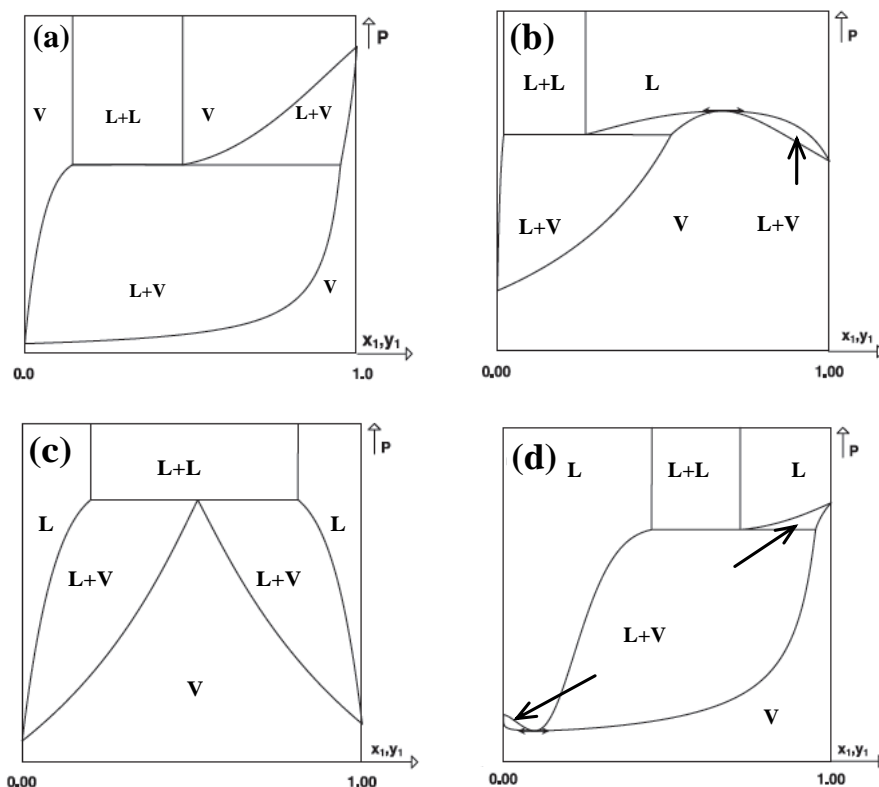 (a)
P
V
L+L
V
L+V
L+V
V
x₁,y₁
0.0
1.0
(b)
P
L+L
L
L+V
V
L+V
x₁,y₁
0.00
1.00
(c)
P
L+L
L
L
L+V
L+V
V
x₁,y₁
0.00
1.00
(d)
P
L
L+L
L
L+V
V
x₁,y₁
0.00
1.00